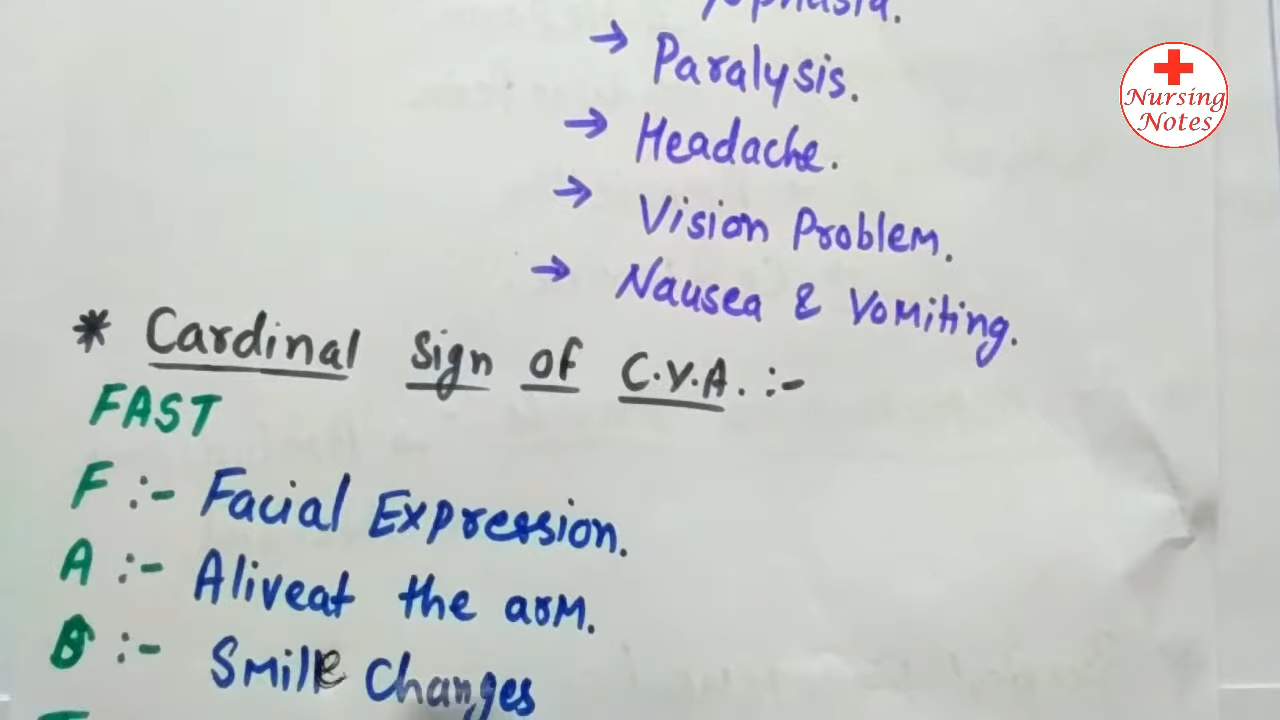 → Paralysis.
Nursing
Notes
→ Headache.
→ Vision Problem.
→ Nausea & Vomiting.
* Cardinal sign of C.V.A. :-
FAST
F :- Facial Expression.
A :- Aliveat the arm.
S :- Smile Changes